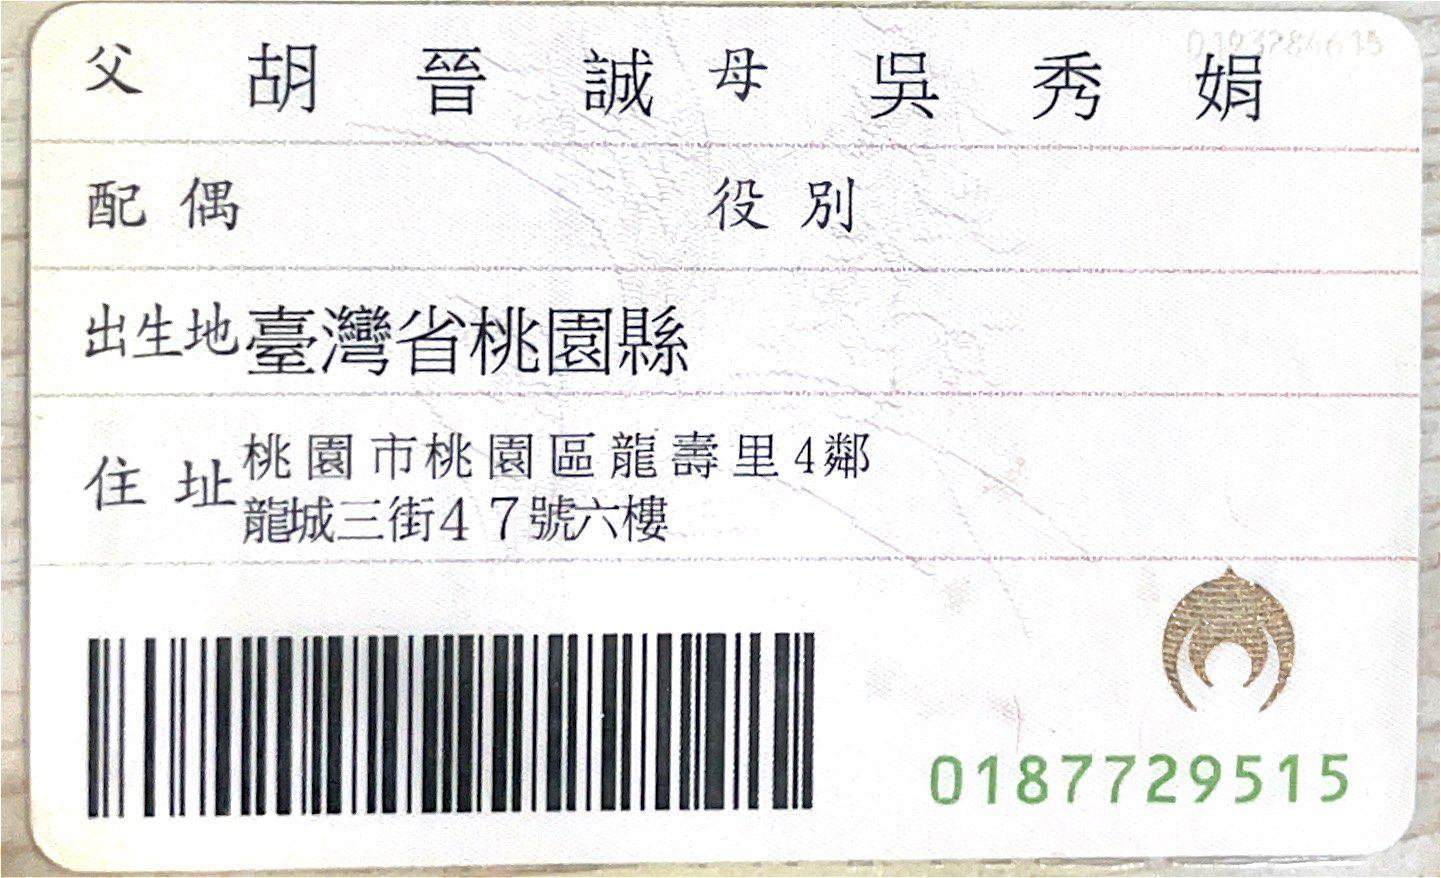 父 胡晉誠 母 吳秀娟
配偶 役別
出生地 臺灣省桃園縣
住址 桃園市桃園區龍壽里4鄰
龍城三街47號六樓
0187729515